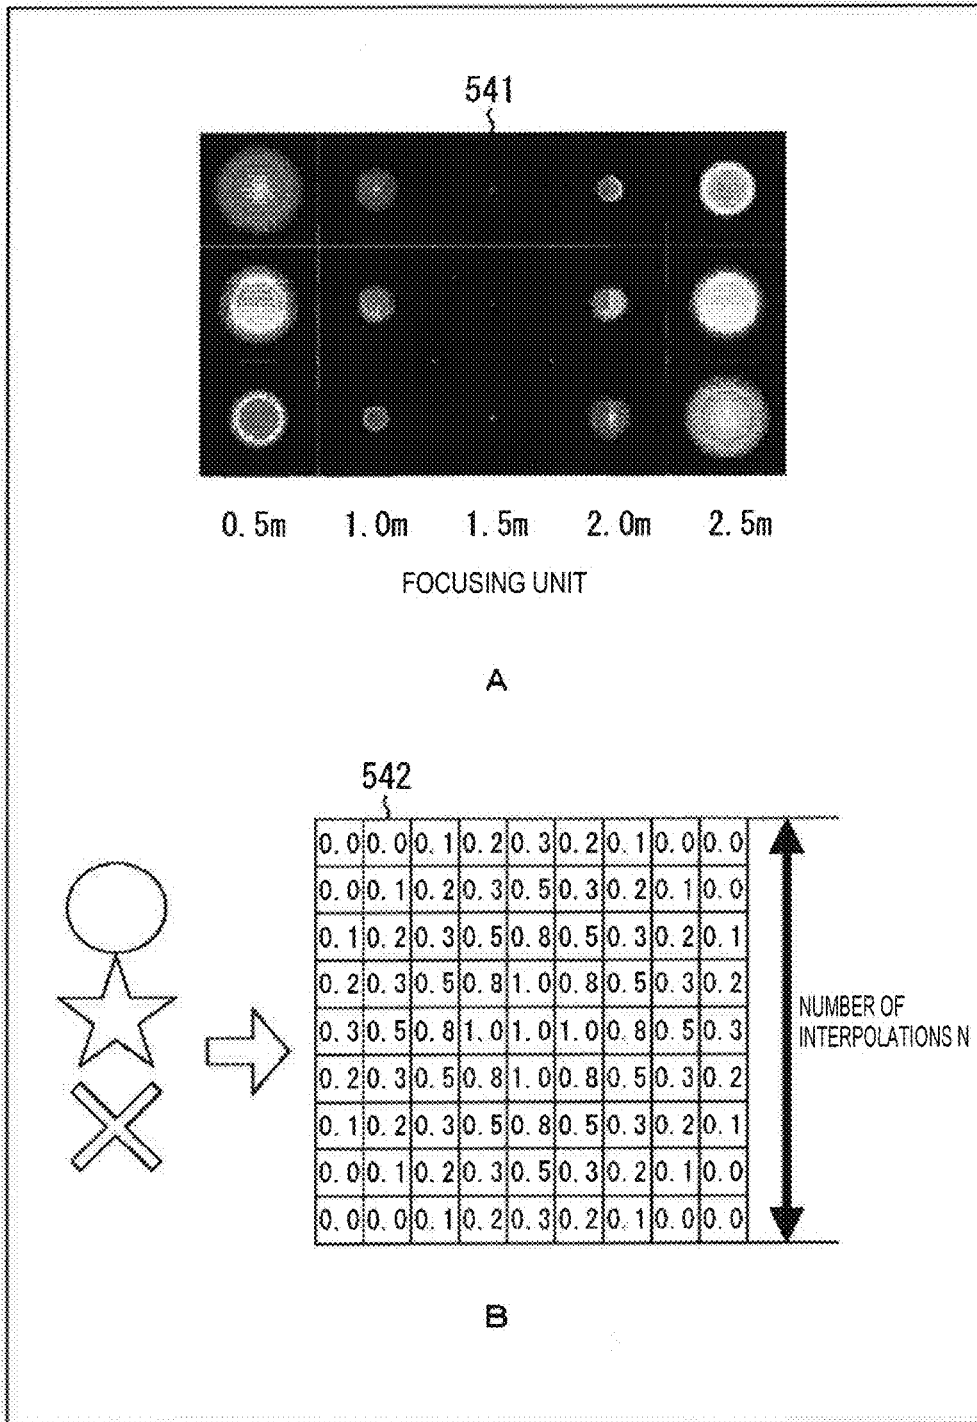 541
0.5m 1.0m 1.5m 2.0m 2.5m
FOCUSING UNIT
A
542
0.0 0.0 0.1 0.2 0.3 0.2 0.1 0.0 0.0
0.0 0.1 0.2 0.3 0.5 0.3 0.2 0.1 0.0
0.1 0.2 0.3 0.5 0.8 0.5 0.3 0.2 0.1
0.2 0.3 0.5 0.8 1.0 0.8 0.5 0.3 0.2
0.3 0.5 0.8 1.0 1.0 1.0 0.8 0.5 0.3
0.2 0.3 0.5 0.8 1.0 0.8 0.5 0.3 0.2
0.1 0.2 0.3 0.5 0.8 0.5 0.3 0.2 0.1
0.0 0.1 0.2 0.3 0.5 0.3 0.2 0.1 0.0
0.0 0.0 0.1 0.2 0.3 0.2 0.1 0.0 0.0
NUMBER OF
INTERPOLATIONS N
B